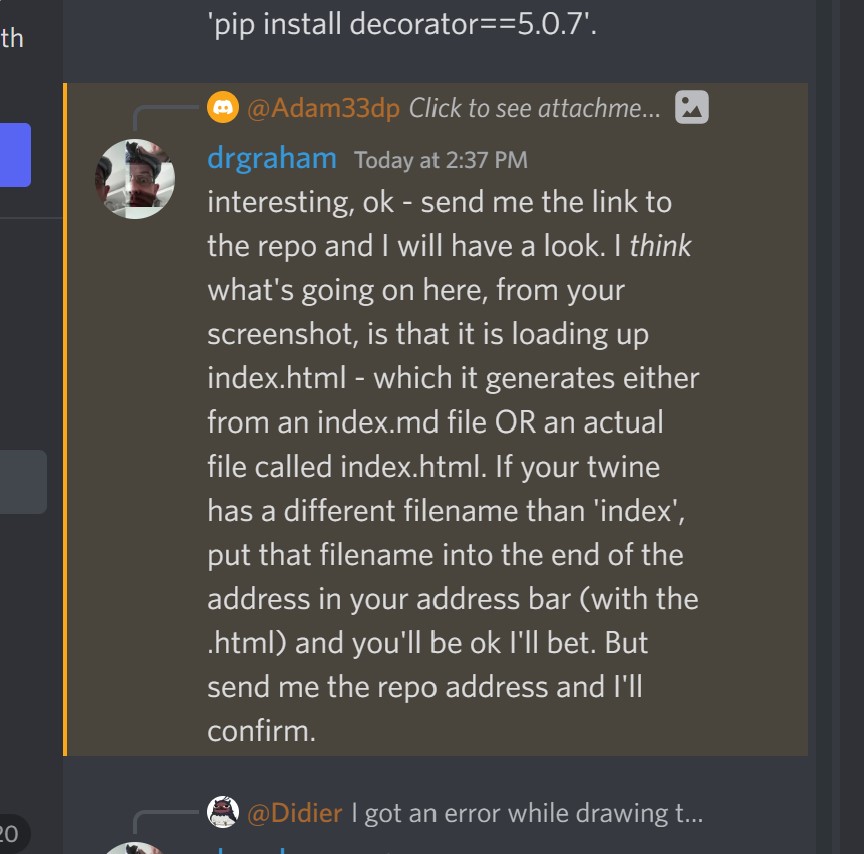 th
'pip install decorator==5.0.7'.
@Adam33dp Click to see attachme...
drgraham Today at 2:37 PM
interesting, ok - send me the link to
the repo and I will have a look. I think
what's going on here, from your
screenshot, is that it is loading up
index.html - which it generates either
from an index.md file OR an actual
file called index.html. If your twine
has a different filename than 'index',
put that filename into the end of the
address in your address bar (with the
.html) and you'll be ok I'll bet. But
send me the repo address and I'll
confirm.
@Didier I got an error while drawing t...
20